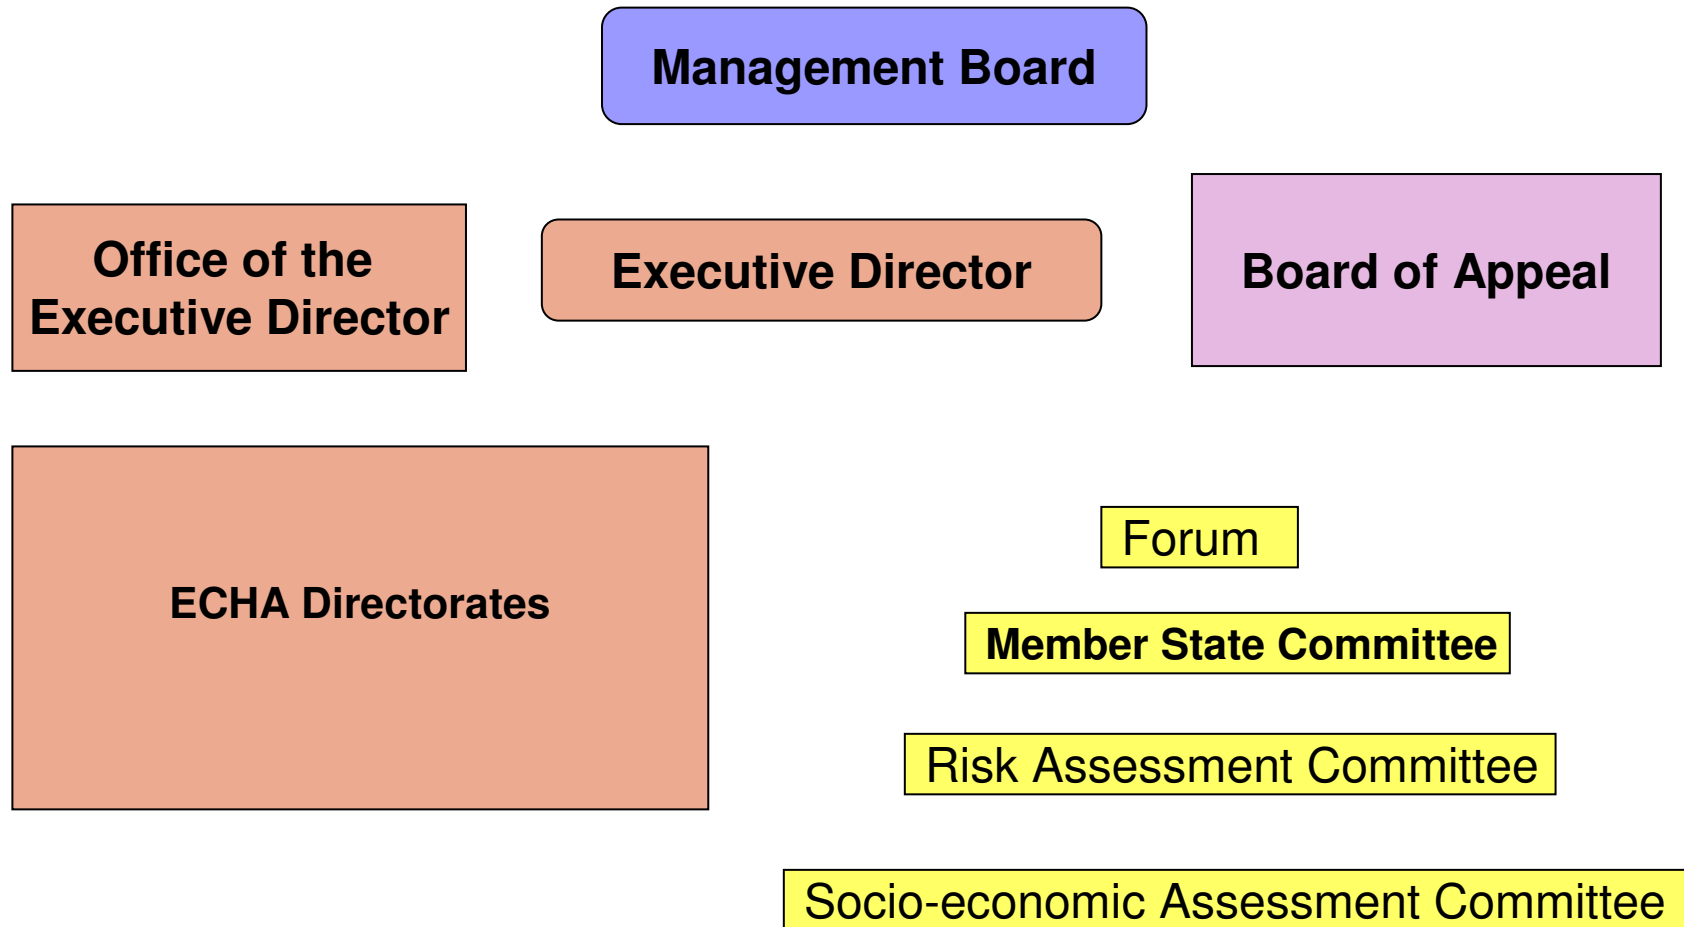 Management Board
Office of the
Executive Director
Executive Director
Board of Appeal
ECHA Directorates
Forum
Member State Committee
Risk Assessment Committee
Socio-economic Assessment Committee